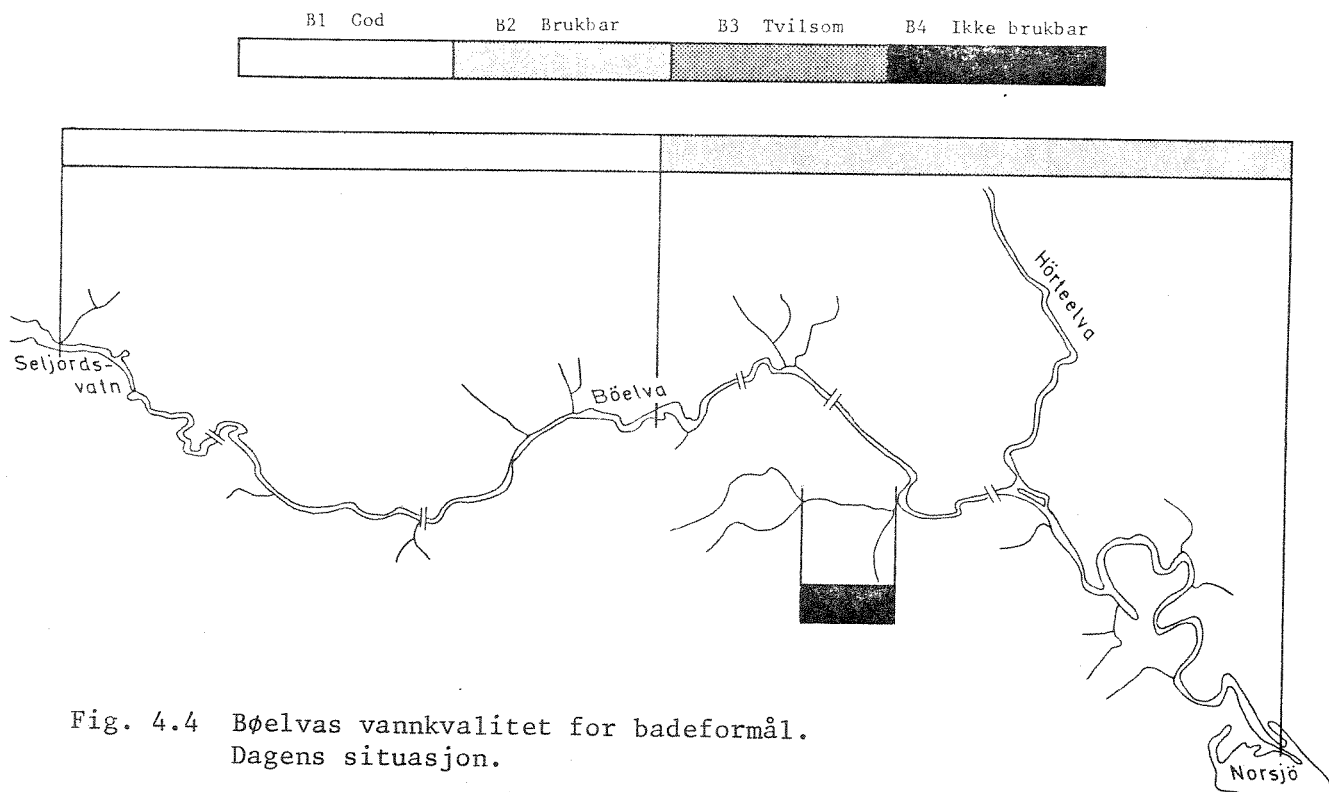 B1 God B2 Brukbar B3 Tvilsom B4 Ikke brukbar
Hörteelva
Seljords-
vatn
Böelva
Fig. 4.4 Bøelvas vannkvalitet for badeformål.
Dagens situasjon.
Norsjö